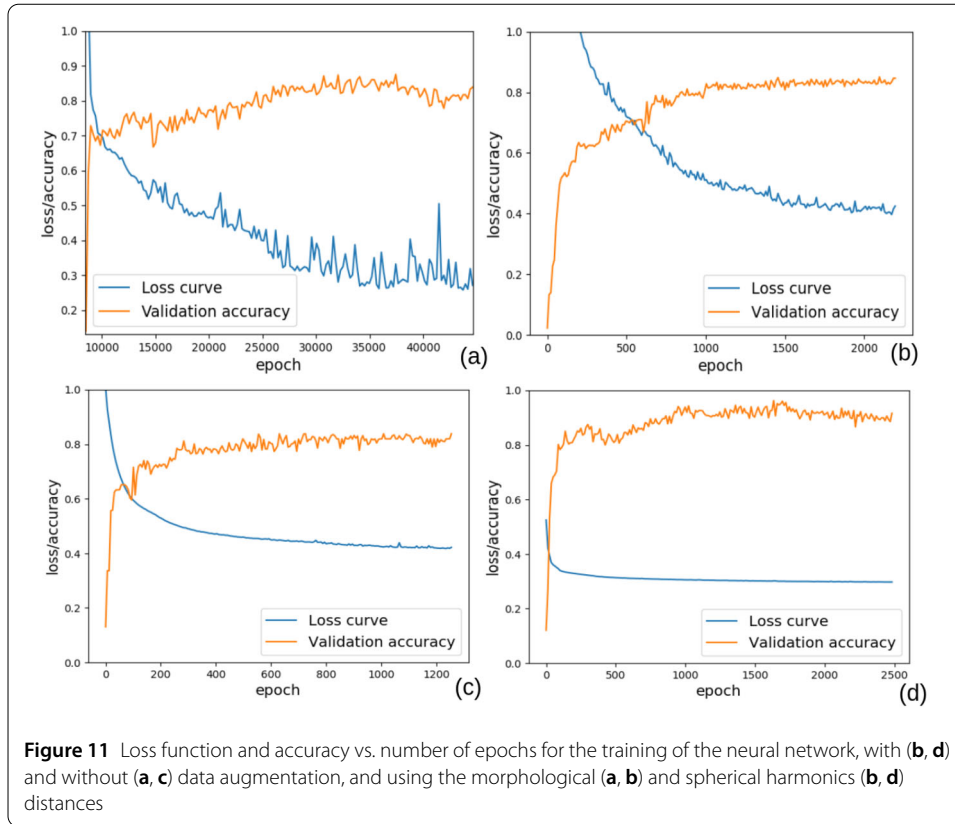 1.0
0.9
0.8
0.7
0.6
0.5
0.4
0.3
0.2
loss/accuracy
Loss curve
Validation accuracy
10000 15000 20000 25000 30000 35000 40000
epoch
(a)
1.0
0.8
0.6
0.4
0.2
0.0
loss/accuracy
Loss curve
Validation accuracy
0 500 1000 1500 2000
epoch
(b)
1.0
0.8
0.6
0.4
0.2
0.0
loss/accuracy
Loss curve
Validation accuracy
0 200 400 600 800 1000 1200
epoch
(c)
1.0
0.8
0.6
0.4
0.2
0.0
loss/accuracy
Loss curve
Validation accuracy
0 500 1000 1500 2000 2500
epoch
(d)
Figure 11 Loss function and accuracy vs. number of epochs for the training of the neural network, with (b, d)
and without (a, c) data augmentation, and using the morphological (a, b) and spherical harmonics (b, d)
distances